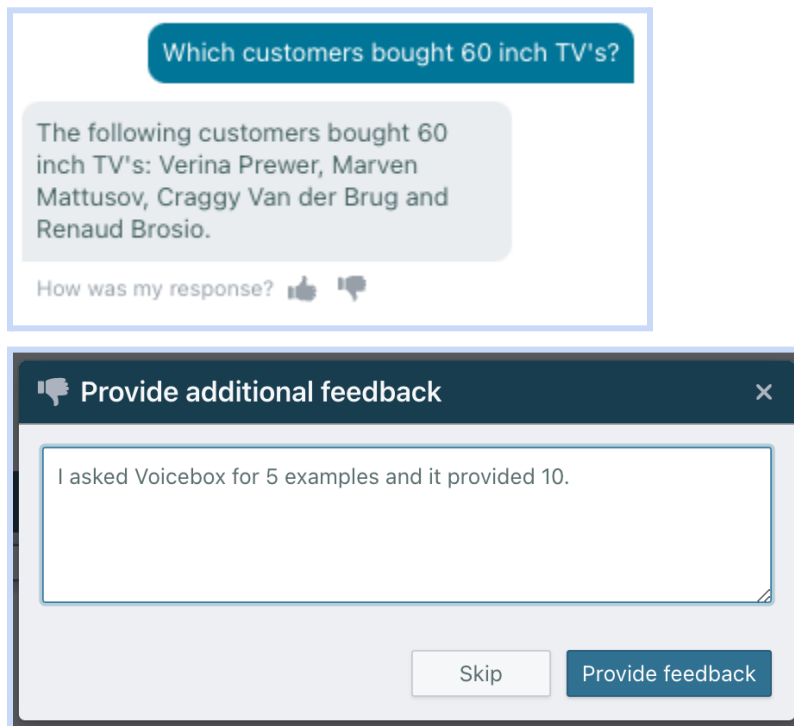 Which customers bought 60 inch TV's?
The following customers bought 60
inch TV's: Verina Prewer, Marven
Mattusov, Craggy Van der Brug and
Renaud Brosio.
How was my response?
Provide additional feedback
I asked Voicebox for 5 examples and it provided 10.
Skip
Provide feedback